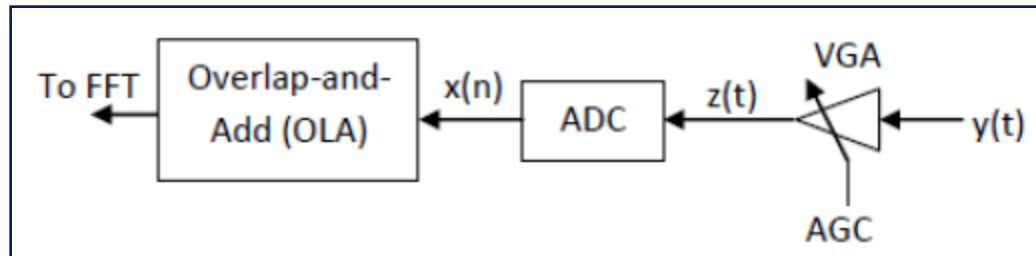 To FFT
Overlap-and-
Add (OLA)
x(n)
ADC
z(t)
VGA
y(t)
AGC